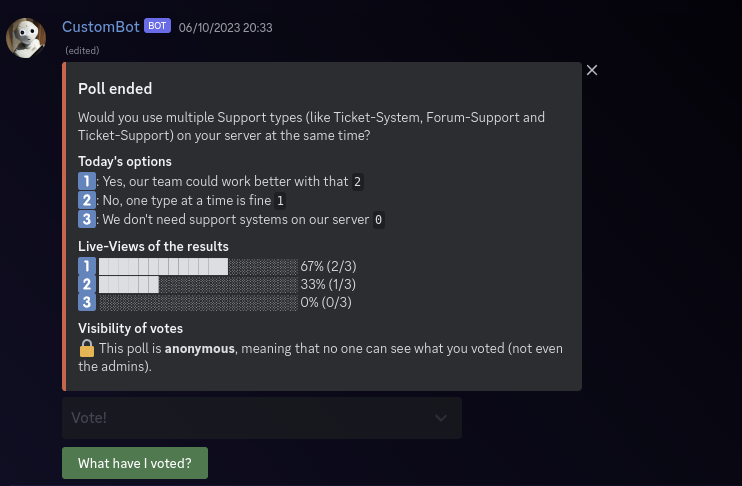 CustomBot BOT 06/10/2023 20:33
(edited)
Poll ended
Would you use multiple Support types (like Ticket-System, Forum-Support and
Ticket-Support) on your server at the same time?
Today's options
1: Yes, our team could work better with that 2
2: No, one type at a time is fine 1
3: We don't need support systems on our server 0
Live-Views of the results
1 67% (2/3)
2 33% (1/3)
3 0% (0/3)
Visibility of votes
This poll is anonymous, meaning that no one can see what you voted (not even
the admins).
Vote!
What have I voted?